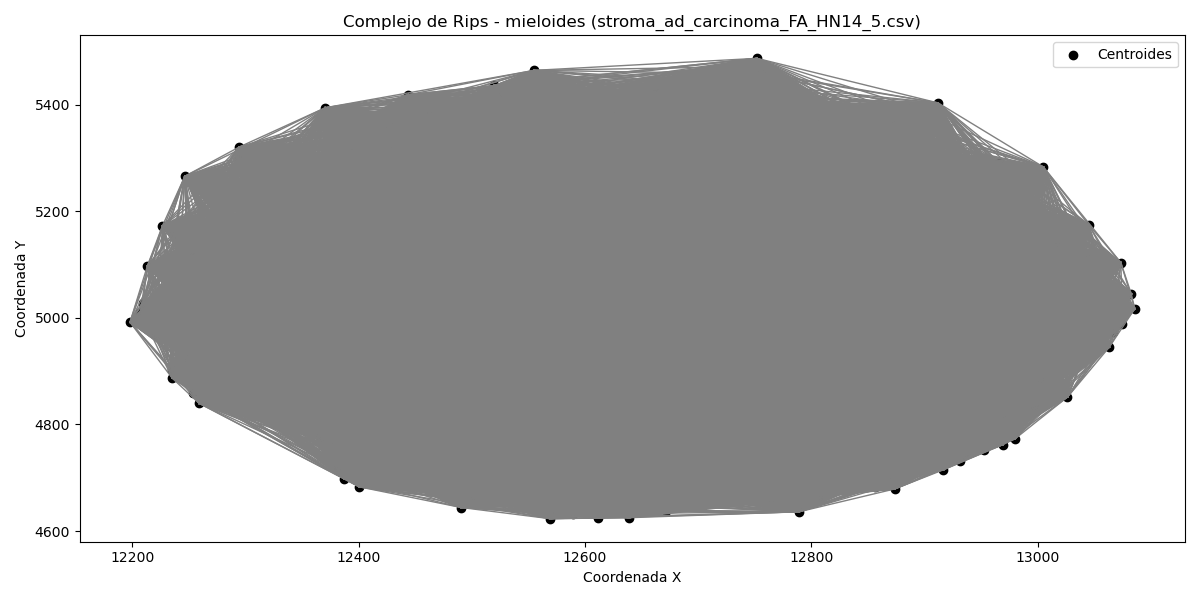 Complejo de Rips - mieloides (stroma_ad_carcinoma_FA_HN14_5.csv)
Centroides
Coordenada Y
5400
5200
5000
4800
4600
12200
12400
12600
12800
13000
Coordenada X